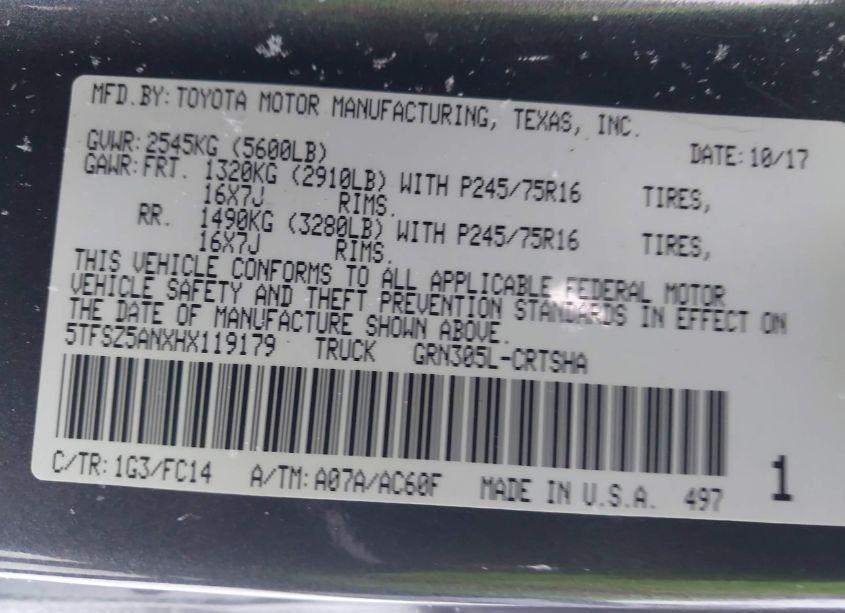 MFD.BY: TOYOTA MOTOR MANUFACTURING, TEXAS, INC.
GVWR: 2545KG (5600LB) DATE: 10/17
GAWR: FRT. 1320KG (2910LB) WITH P245/75R16 TIRES,
16X7J RIMS.
RR. 1490KG (3280LB) WITH P245/75R16 TIRES,
16X7J RIMS.
THIS VEHICLE CONFORMS TO ALL APPLICABLE FEDERAL MOTOR
VEHICLE SAFETY AND THEFT PREVENTION STANDARDS IN EFFECT ON
THE DATE OF MANUFACTURE SHOWN ABOVE.
5TFSZ5ANXHX119179 TRUCK GRN305L-CRTSHA
C/TR: 1G3/FC14 A/TM: A07A/AC60F MADE IN U.S.A. 497 1